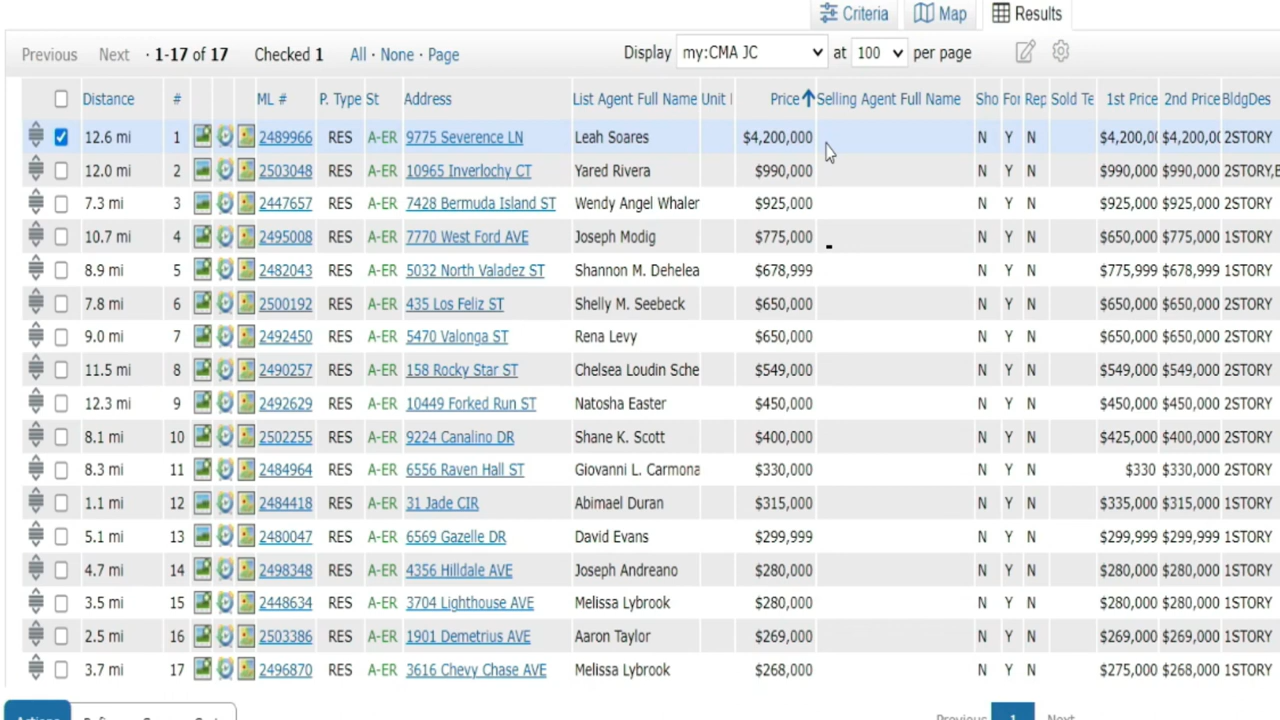 Criteria Map Results
Previous Next · 1-17 of 17 Checked 1 All · None · Page Display my:CMA JC at 100 per page
Distance # ML # P. Type St Address List Agent Full Name Unit Price Selling Agent Full Name Sho For Rep Sold Te 1st Price 2nd Price BldgDes
12.6 mi 1 2489966 RES A-ER 9775 Severence LN Leah Soares $4,200,000 N Y N $4,200,00 $4,200,00 2STORY
12.0 mi 2 2503048 RES A-ER 10965 Inverlochy CT Yared Rivera $990,000 N Y N $990,000 $990,000 2STORY,
7.3 mi 3 2447657 RES A-ER 7428 Bermuda Island ST Wendy Angel Whaler $925,000 N Y N $925,000 $925,000 2STORY
10.7 mi 4 2495008 RES A-ER 7770 West Ford AVE Joseph Modig $775,000 N Y N $650,000 $775,000 1STORY
8.9 mi 5 2482043 RES A-ER 5032 North Valadez ST Shannon M. Dehelea $678,999 N Y N $775,999 $678,999 1STORY
7.8 mi 6 2500192 RES A-ER 435 Los Feliz ST Shelly M. Seebeck $650,000 N Y N $650,000 $650,000 2STORY
9.0 mi 7 2492450 RES A-ER 5470 Valonga ST Rena Levy $650,000 N Y N $650,000 $650,000 2STORY
11.5 mi 8 2490257 RES A-ER 158 Rocky Star ST Chelsea Loudin Sche $549,000 N Y N $549,000 $549,000 2STORY
12.3 mi 9 2492629 RES A-ER 10449 Forked Run ST Natosha Easter $450,000 N Y N $450,000 $450,000 2STORY
8.1 mi 10 2502255 RES A-ER 9224 Canalino DR Shane K. Scott $400,000 N Y N $425,000 $400,000 2STORY
8.3 mi 11 2484964 RES A-ER 6556 Raven Hall ST Giovanni L. Carmona $330,000 N Y N $330 $330,000 2STORY
1.1 mi 12 2484418 RES A-ER 31 Jade CIR Abimael Duran $315,000 N Y N $335,000 $315,000 1STORY
5.1 mi 13 2480047 RES A-ER 6569 Gazelle DR David Evans $299,999 N Y N $299,999 $299,999 1STORY
4.7 mi 14 2498348 RES A-ER 4356 Hilldale AVE Joseph Andreano $280,000 N Y N $280,000 $280,000 1STORY
3.5 mi 15 2448634 RES A-ER 3704 Lighthouse AVE Melissa Lybrook $280,000 N Y N $280,000 $280,000 1STORY
2.5 mi 16 2503386 RES A-ER 1901 Demetrius AVE Aaron Taylor $269,000 N Y N $269,000 $269,000 1STORY
3.7 mi 17 2496870 RES A-ER 3616 Chevy Chase AVE Melissa Lybrook $268,000 N Y N $275,000 $268,000 1STORY
Previous 1 Next